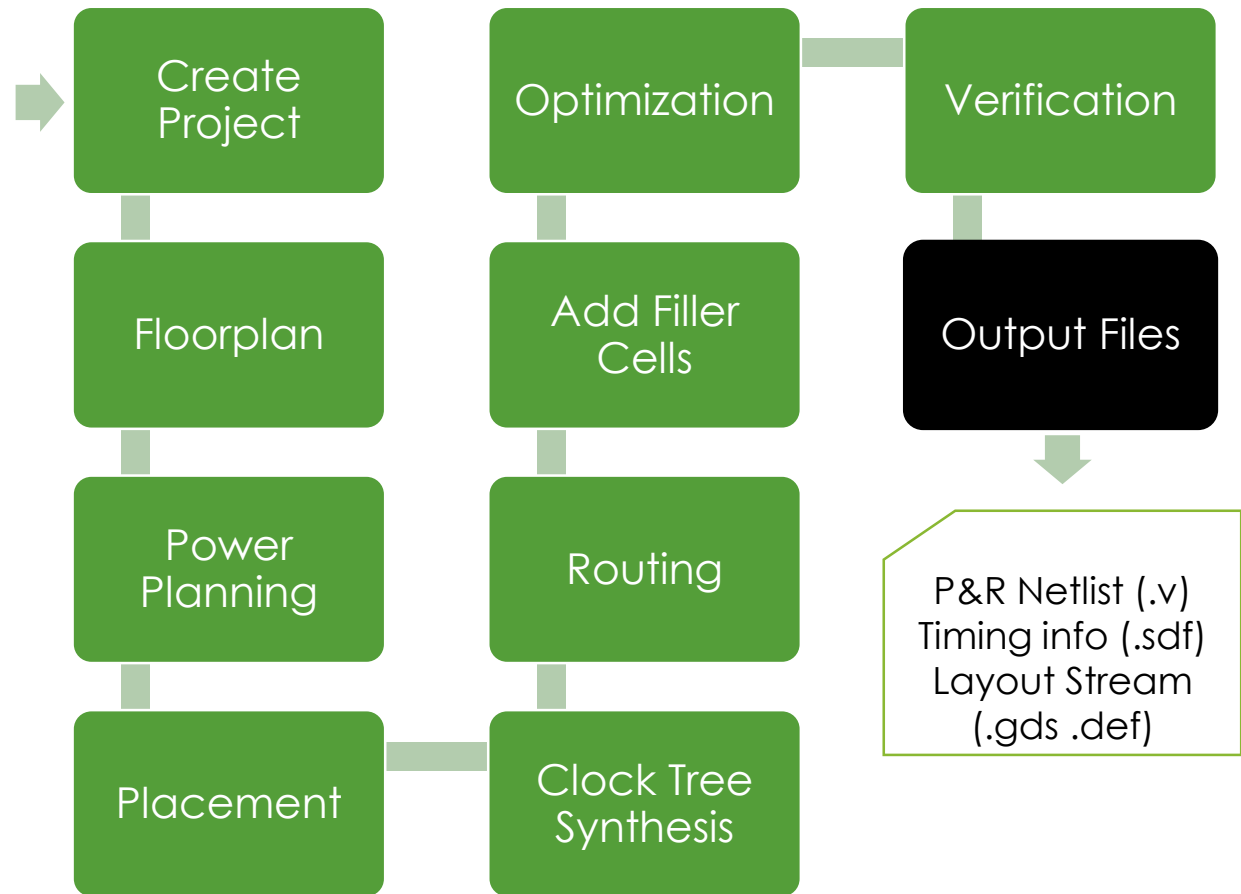 Create
Project
Floorplan
Power
Planning
Placement
Clock Tree
Synthesis
Routing
Add Filler
Cells
Optimization
Verification
Output Files
P&R Netlist (.v)
Timing info (.sdf)
Layout Stream
(.gds .def)